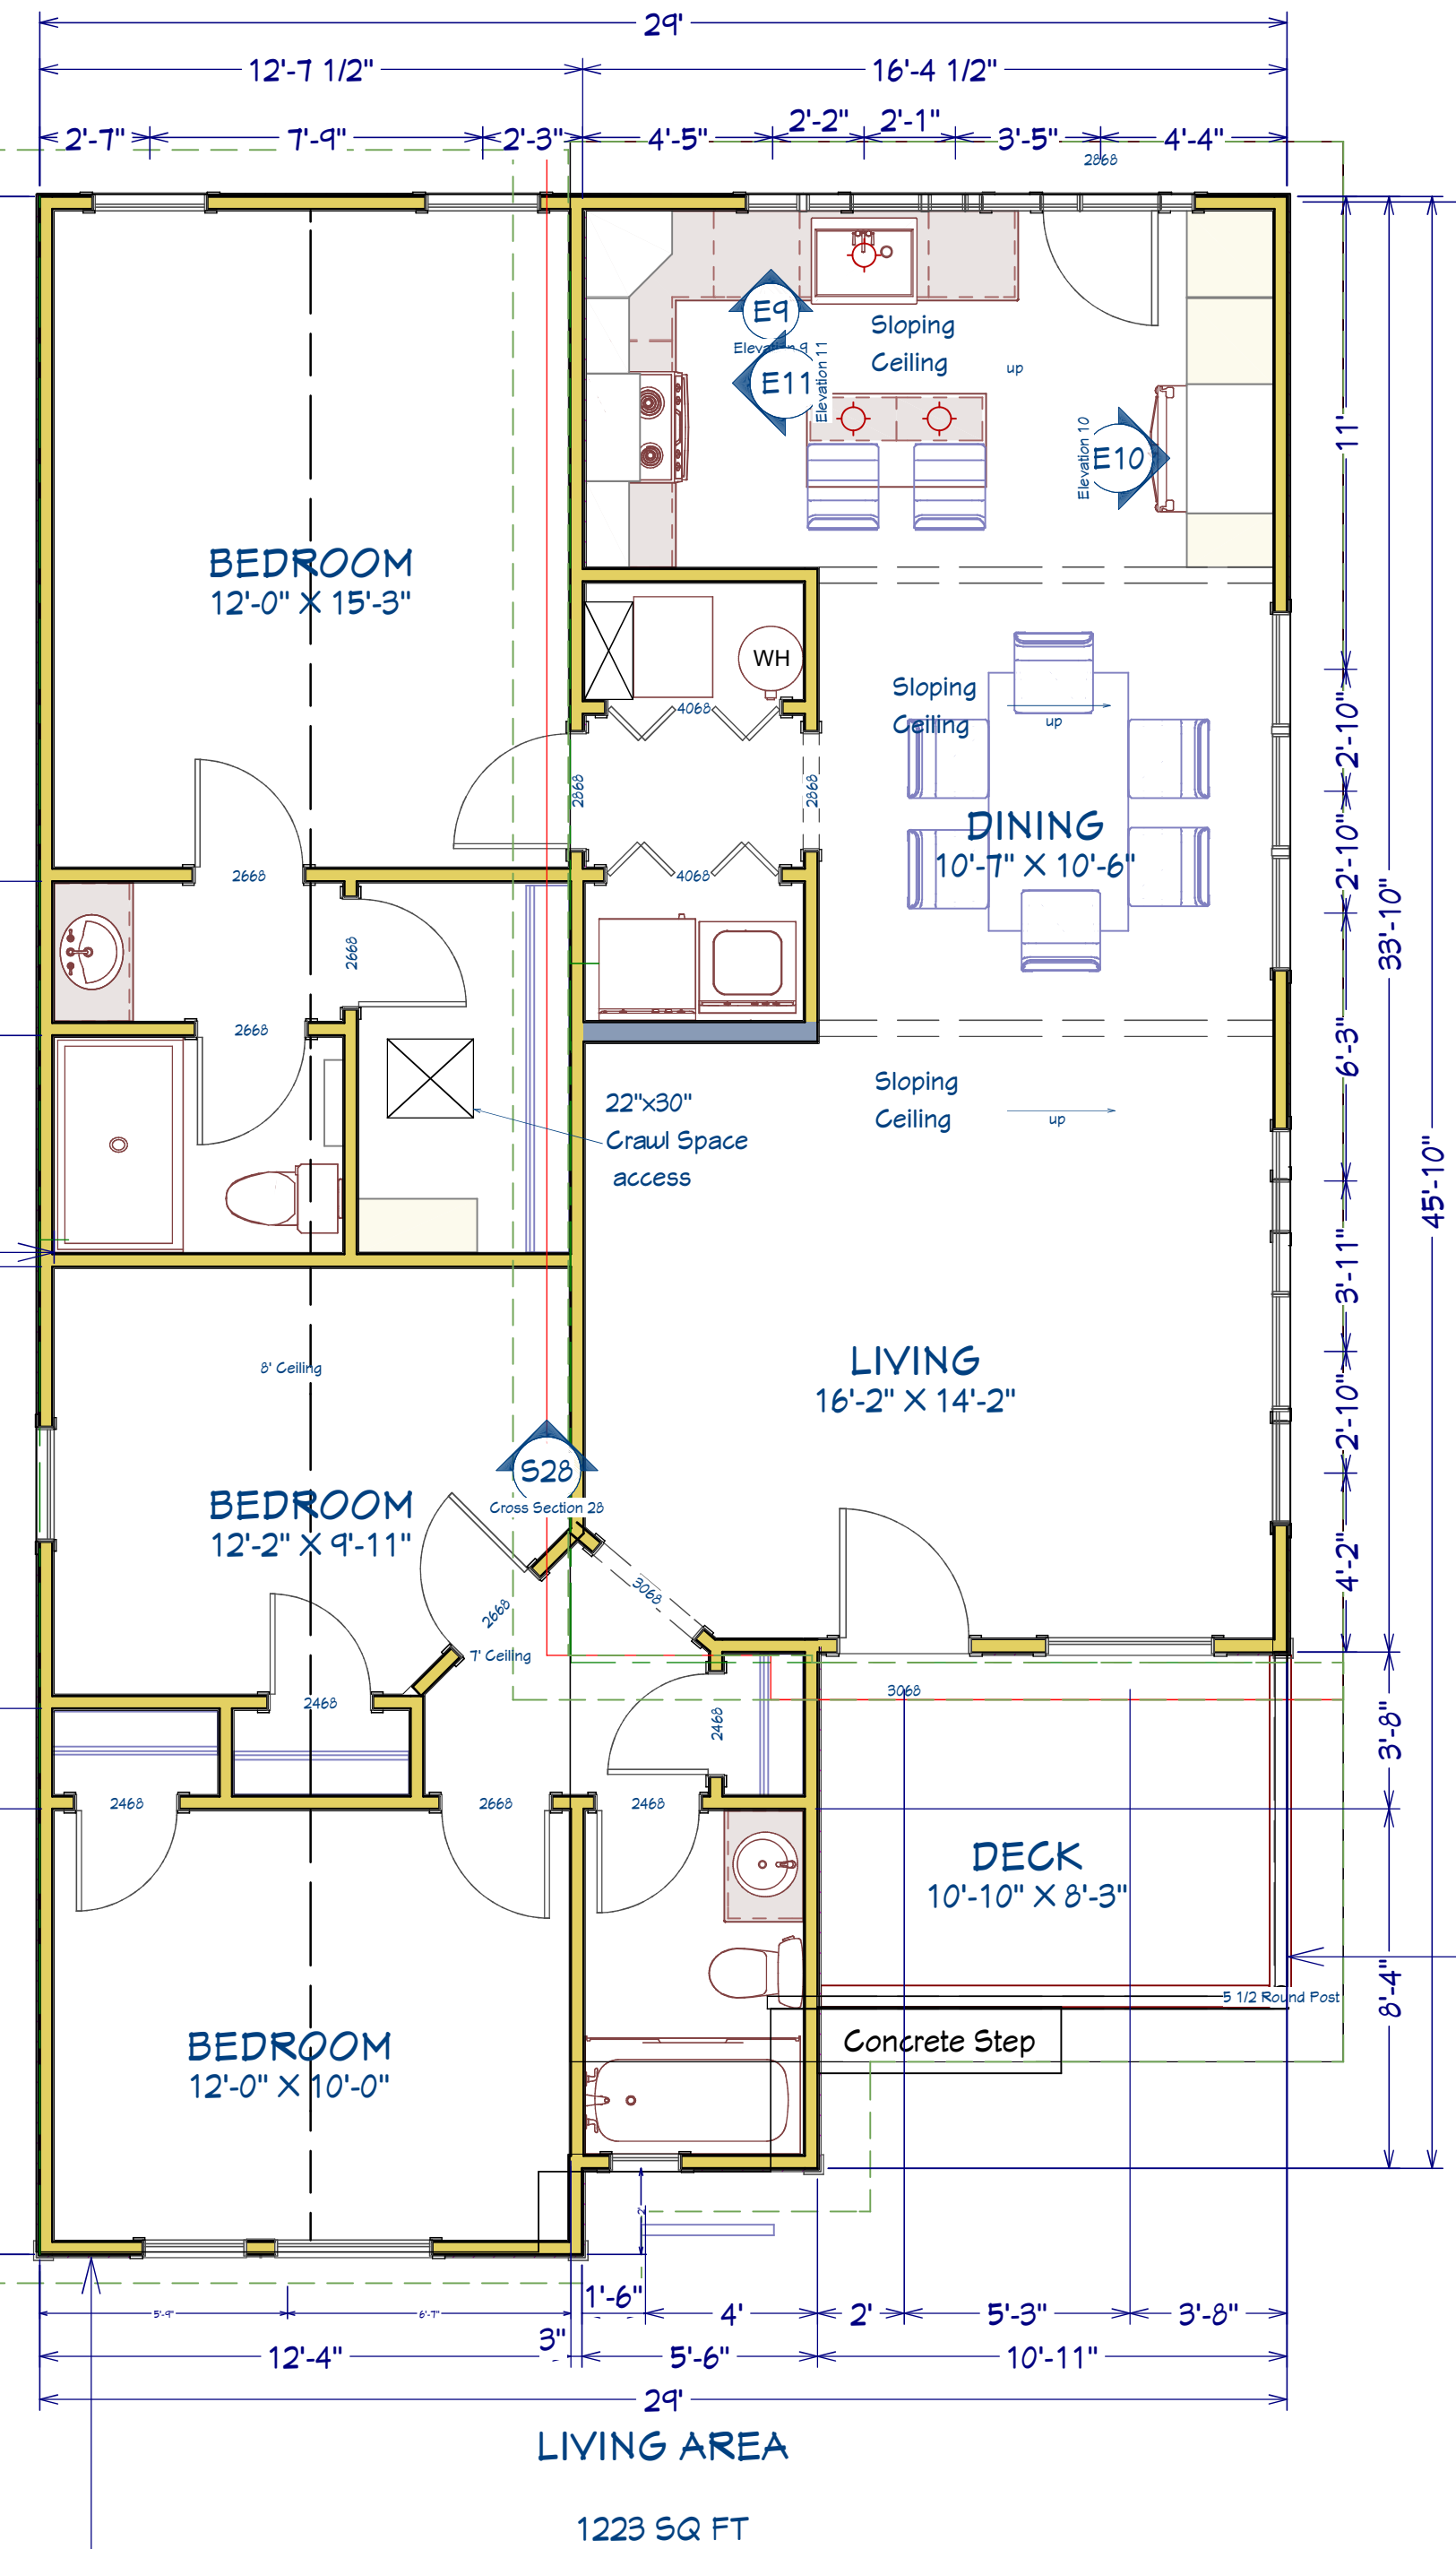 29'
12'-7 1/2"
16'-4 1/2"
2'-7"
7'-9"
2'-3"
4'-5"
2'-2"
2'-1"
3'-5"
4'-4"
2868
E9
Elevation 9
Sloping
Ceiling
up
E11
Elevation 11
E10
Elevation 10
11'
BEDROOM
12'-0" X 15'-3"
WH
4068
Sloping
Ceiling
up
2'-10"
2868
2868
DINING
10'-7" X 10'-6"
2'-10"
2668
4068
33'-10"
2668
2668
6'-3"
Sloping
Ceiling
up
22"x30"
Crawl Space
access
45'-10"
3'-11"
8' Ceiling
LIVING
16'-2" X 14'-2"
2'-10"
S28
Cross Section 28
BEDROOM
12'-2" X 9'-11"
4'-2"
3068
2668
7' Ceiling
2468
3068
2468
3'-8"
2468
2668
2468
DECK
10'-10" X 8'-3"
8'-4"
5 1/2 Round Post
BEDROOM
12'-0" X 10'-0"
Concrete Step
2'
1'-6"
5'-9"
6'-7"
4'
2'
5'-3"
3'-8"
12'-4"
3"
5'-6"
10'-11"
29'
LIVING AREA
1223 SQ FT